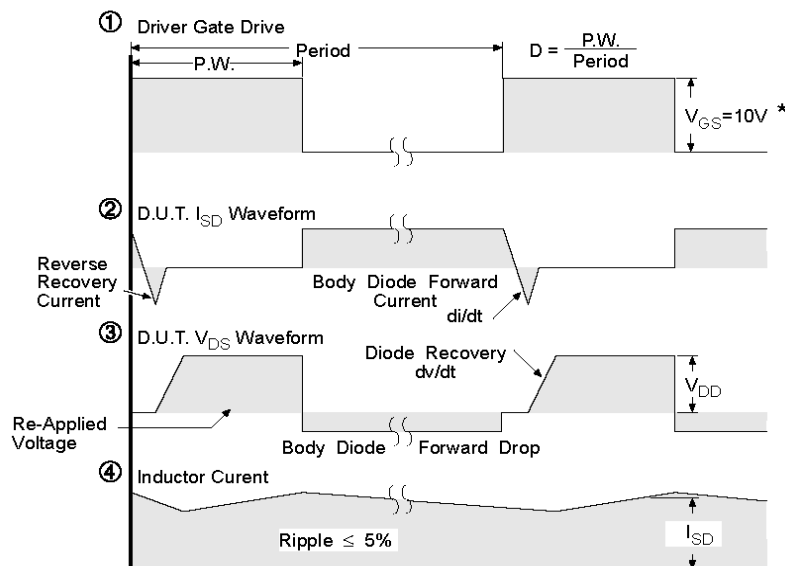 ① Driver Gate Drive
P.W.
Period
D = P.W.
Period
VGS=10V *
② D.U.T. ISD Waveform
Reverse
Recovery
Current
Body Diode Forward
Current
di/dt
③ D.U.T. VDS Waveform
Diode Recovery
dv/dt
VDD
Re-Applied
Voltage
Body Diode Forward Drop
④ Inductor Curent
Ripple ≤ 5%
ISD